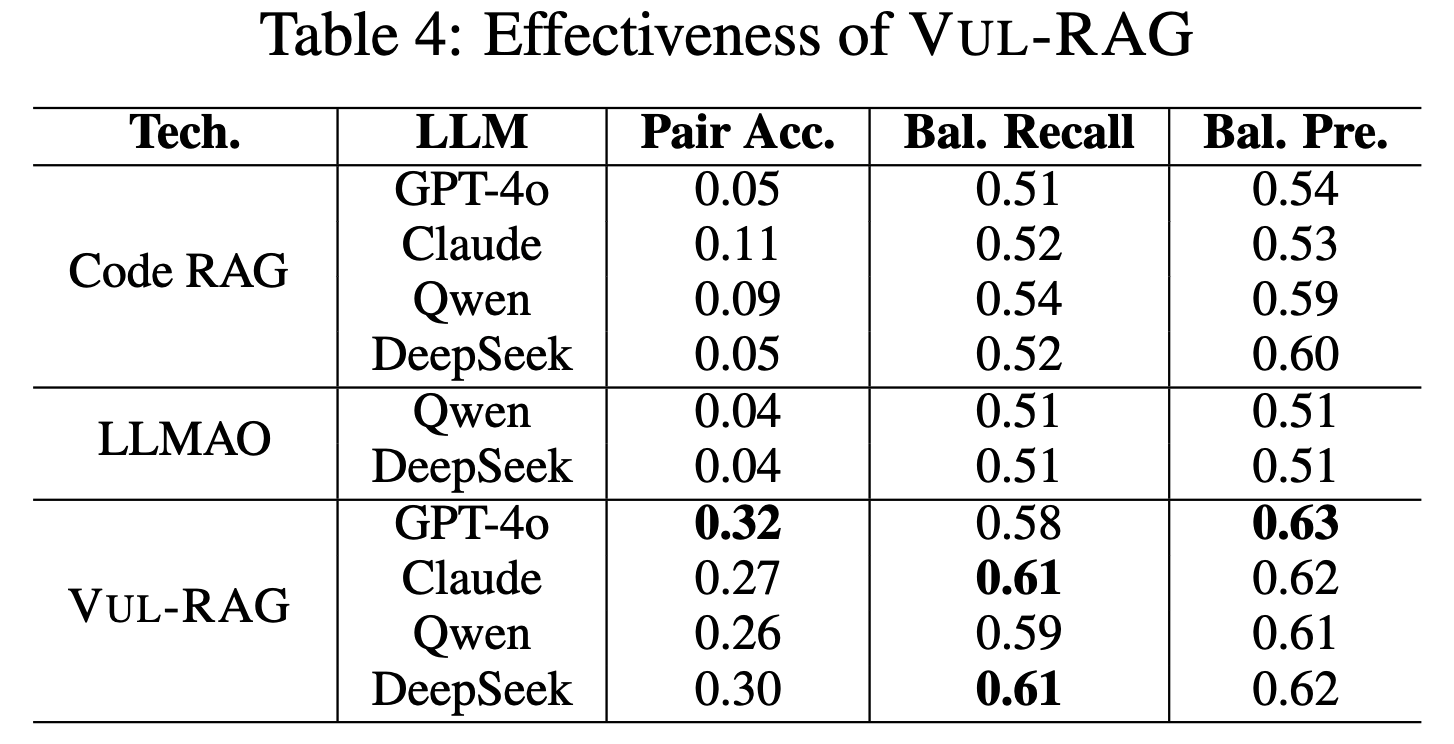 Table 4: Effectiveness of VUL-RAG
Tech. LLM Pair Acc. Bal. Recall Bal. Pre.
Code RAG
GPT-4o 0.05 0.51 0.54
Claude 0.11 0.52 0.53
Qwen 0.09 0.54 0.59
DeepSeek 0.05 0.52 0.60
LLMAO
Qwen 0.04 0.51 0.51
DeepSeek 0.04 0.51 0.51
VUL-RAG
GPT-4o 0.32 0.58 0.63
Claude 0.27 0.61 0.62
Qwen 0.26 0.59 0.61
DeepSeek 0.30 0.61 0.62